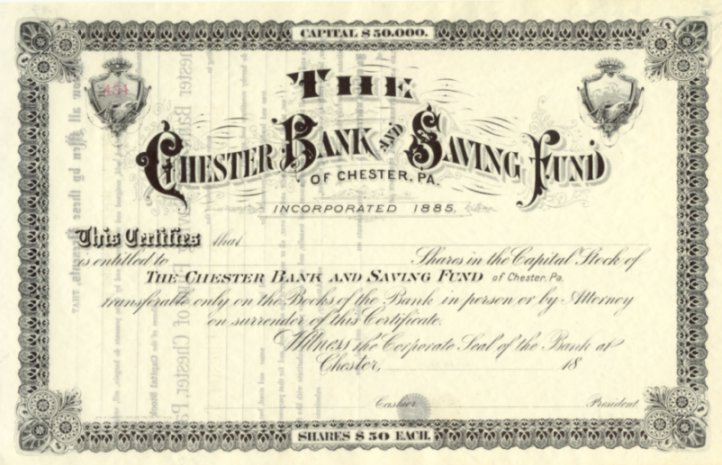 CAPITAL $50.000.
454
THE
CHESTER BANK AND SAVING FUND
OF CHESTER, PA.
INCORPORATED 1885.
This Certifies that
is entitled to Shares in the Capital Stock of
THE CHESTER BANK AND SAVING FUND of Chester, Pa.
transferable only on the Books of the Bank in person or by Attorney
on surrender of this Certificate.
Witness the Corporate Seal of the Bank at
Chester, 18
Cashier President
SHARES $50 EACH.